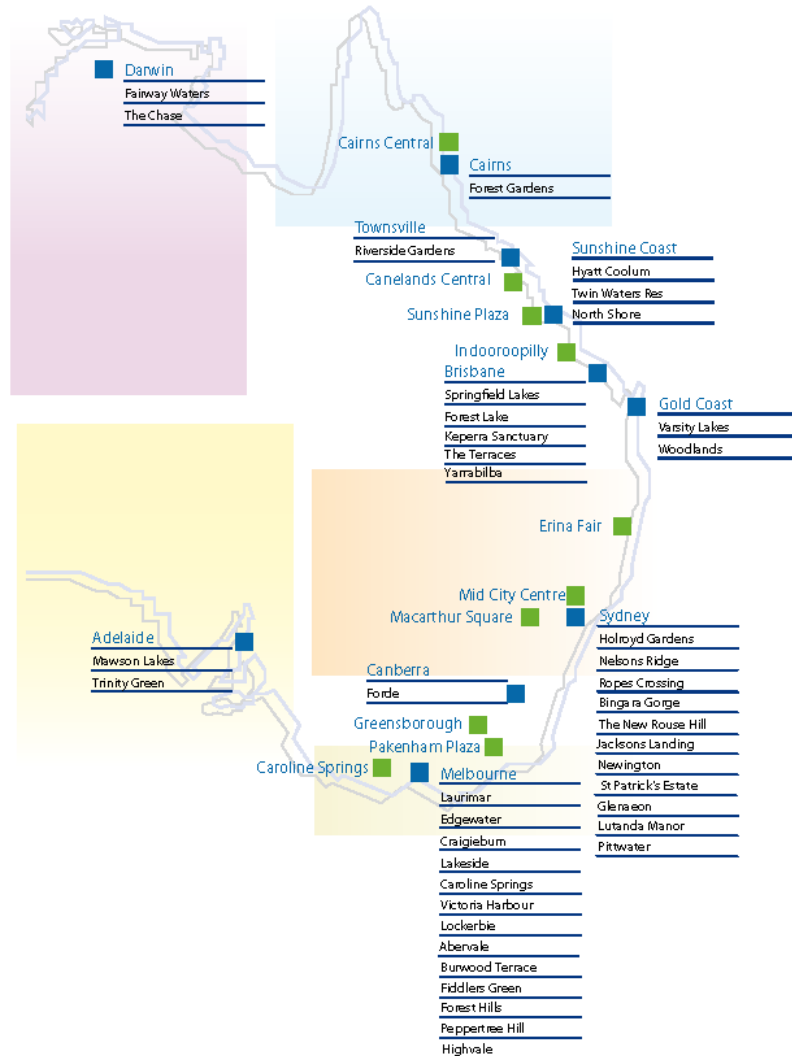 Darwin
Fairway Waters
The Chase
Cairns Central
Cairns
Forest Gardens
Townsville
Riverside Gardens
Canelands Central
Sunshine Coast
Hyatt Coolum
Twin Waters Res
North Shore
Sunshine Plaza
Indooroopilly
Brisbane
Springfield Lakes
Forest Lake
Keperra Sanctuary
The Terraces
Yarrabilba
Gold Coast
Varsity Lakes
Woodlands
Erina Fair
Mid City Centre
Macarthur Square
Sydney
Holroyd Gardens
Nelsons Ridge
Ropes Crossing
Bingara Gorge
The New Rouse Hill
Jacksons Landing
Newington
St Patrick's Estate
Glenaeon
Lutanda Manor
Pittwater
Adelaide
Mawson Lakes
Trinity Green
Canberra
Forde
Greensborough
Pakenham Plaza
Caroline Springs
Melbourne
Laurimar
Edgewater
Craigieburn
Lakeside
Caroline Springs
Victoria Harbour
Lockerbie
Abervale
Burwood Terrace
Fiddlers Green
Forest Hills
Peppertree Hill
Highvale